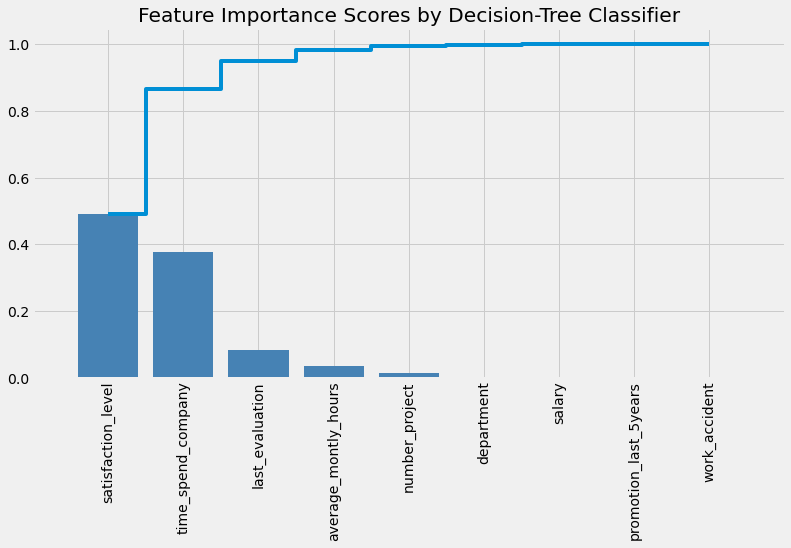 Feature Importance Scores by Decision-Tree Classifier
1.0
0.8
0.6
0.4
0.2
0.0
satisfaction_level
time_spend_company
last_evaluation
average_montly_hours
number_project
department
salary
promotion_last_5years
work_accident